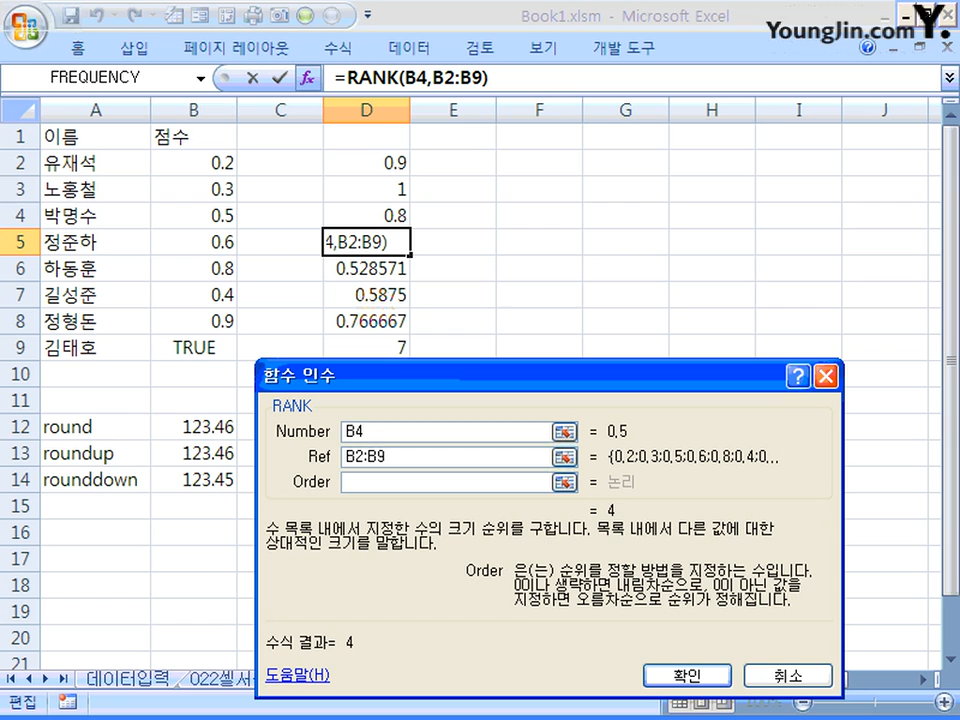 Book1.xlsm - Microsoft Excel
YoungJin.com Y.
홈 삽입 페이지 레이아웃 수식 데이터 검토 보기 개발 도구
FREQUENCY =RANK(B4,B2:B9)
A B C D E F G H I J
1 이름 점수
2 유재석 0.2 0.9
3 노홍철 0.3 1
4 박명수 0.5 0.8
5 정준하 0.6 4,B2:B9)
6 하동훈 0.8 0.528571
7 길성준 0.4 0.5875
8 정형돈 0.9 0.766667
9 김태호 TRUE 7
10
11
12 round 123.46
13 roundup 123.46
14 rounddown 123.45
15
16
17
18
19
20
21
함수 인수
RANK
Number B4 = 0,5
Ref B2:B9 = {0,2;0,3;0,5;0,6;0,8;0,4;0,,,
Order = 논리
= 4
수 목록 내에서 지정한 수의 크기 순위를 구합니다. 목록 내에서 다른 값에 대한
상대적인 크기를 말합니다.
Order 은(는) 순위를 정할 방법을 지정하는 수입니다.
0이나 생략하면 내림차순으로, 0이 아닌 값을
지정하면 오름차순으로 순위가 정해집니다.
수식 결과= 4
도움말(H) 확인 취소
데이터입력 022셀서
편집 100%